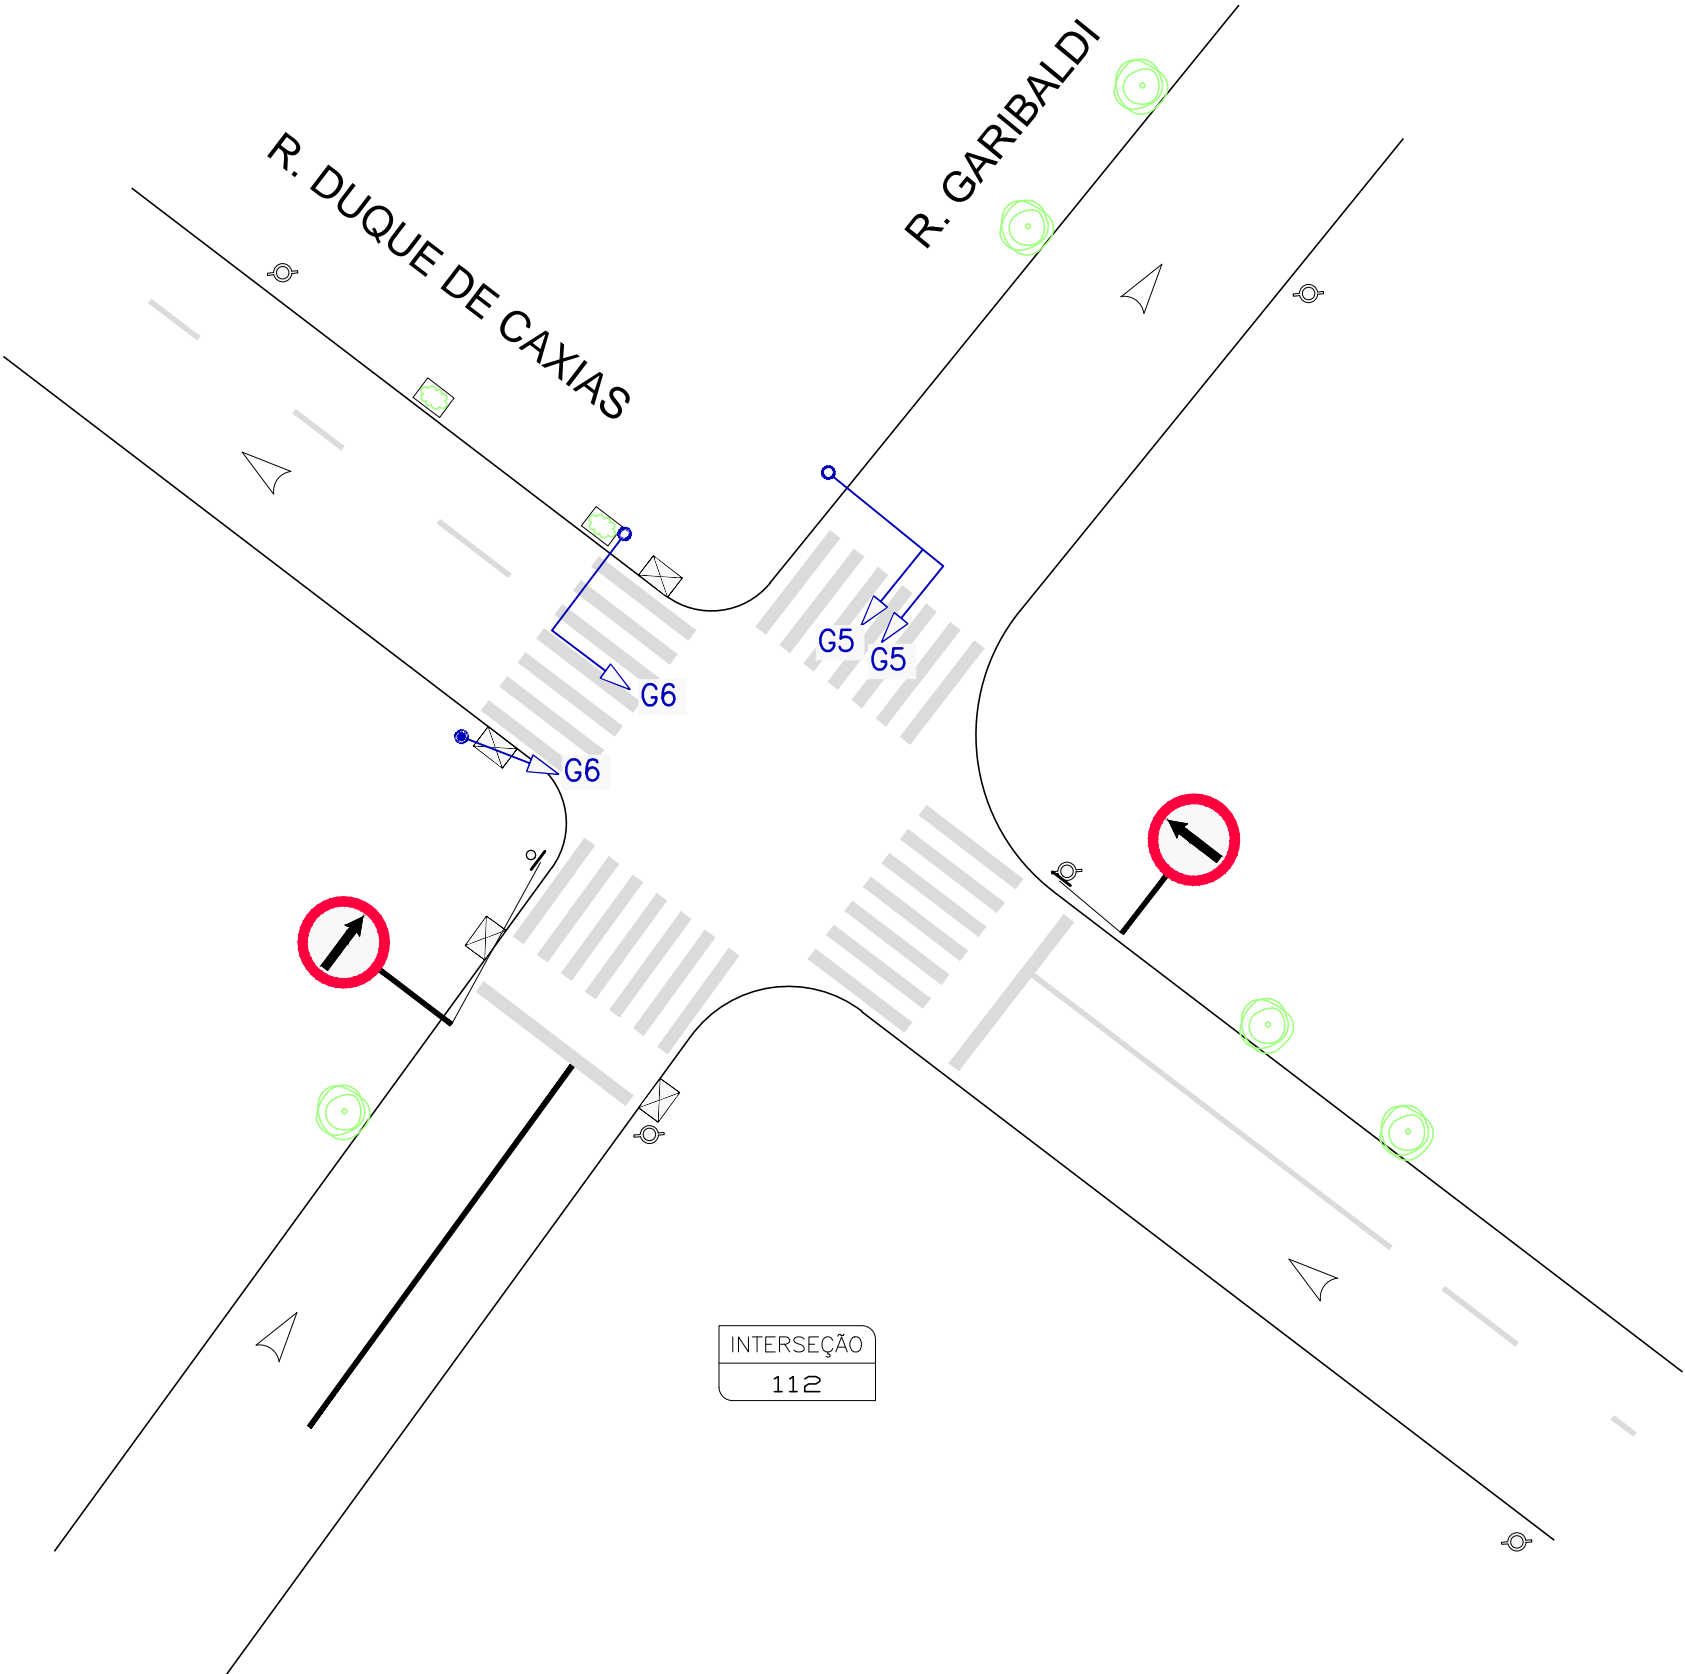 R. DUQUE DE CAXIAS
R. GARIBALDI
G5
G5
G6
G6
INTERSEÇÃO
112